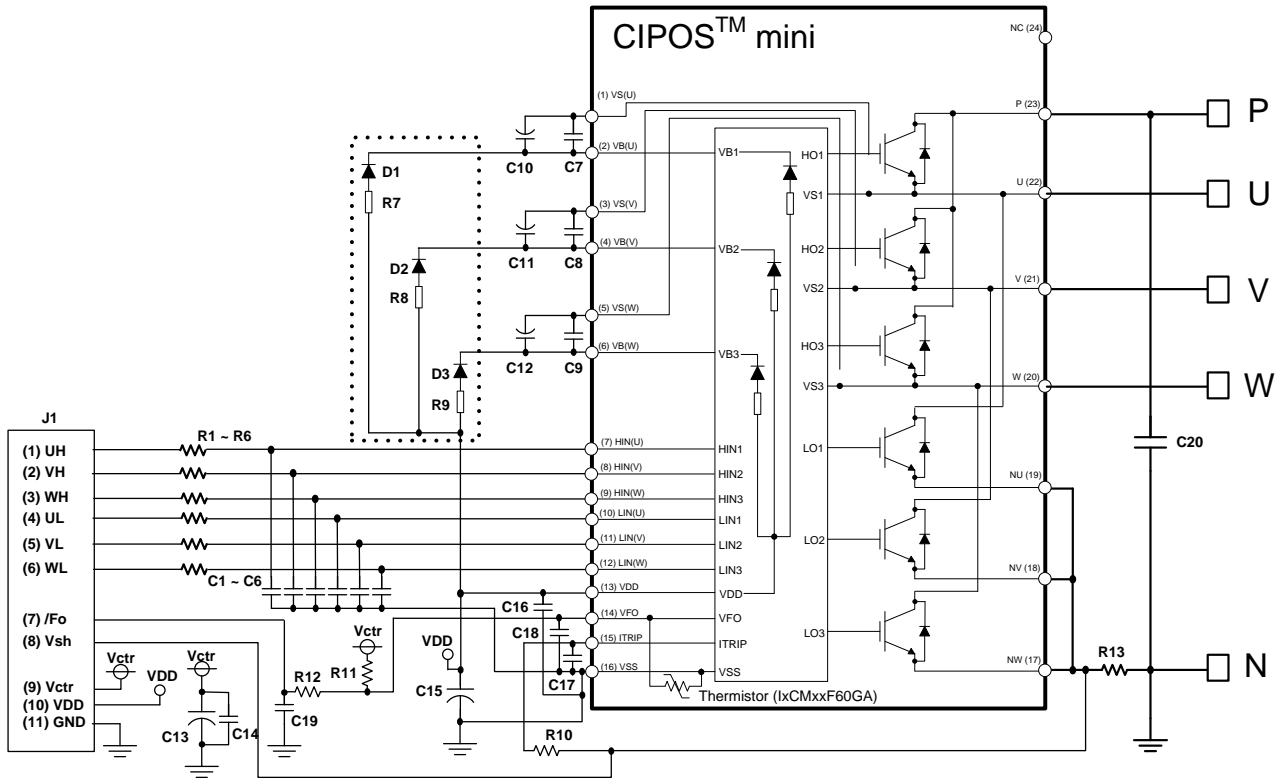 CIPOS™ mini
NC (24)
(1) VS(U)
P (23)
P
C10
C7
(2) VB(U)
VB1
HO1
D1
R7
VS1
U (22)
U
(3) VS(V)
C11
C8
(4) VB(V)
VB2
HO2
D2
R8
VS2
V (21)
V
(5) VS(W)
C12
C9
(6) VB(W)
VB3
HO3
D3
R9
VS3
W (20)
W
J1
R1 ~ R6
C20
(1) UH
(7) HIN(U)
HIN1
LO1
(2) VH
(8) HIN(V)
HIN2
(3) WH
(9) HIN(W)
HIN3
NU (19)
(4) UL
(10) LIN(U)
LIN1
(5) VL
(11) LIN(V)
LIN2
LO2
(6) WL
C1 ~ C6
(12) LIN(W)
LIN3
NV (18)
(13) VDD
VDD
C16
(7) /Fo
(14) VFO
VFO
C18
Vctr
VDD
(8) Vsh
(15) ITRIP
ITRIP
LO3
R11
C17
(16) VSS
VSS
NW (17)
R13
N
Vctr
Vctr
VDD
(9) Vctr
(10) VDD
(11) GND
R12
C15
Thermistor (IxCMxxF60GA)
C13
C14
C19
R10